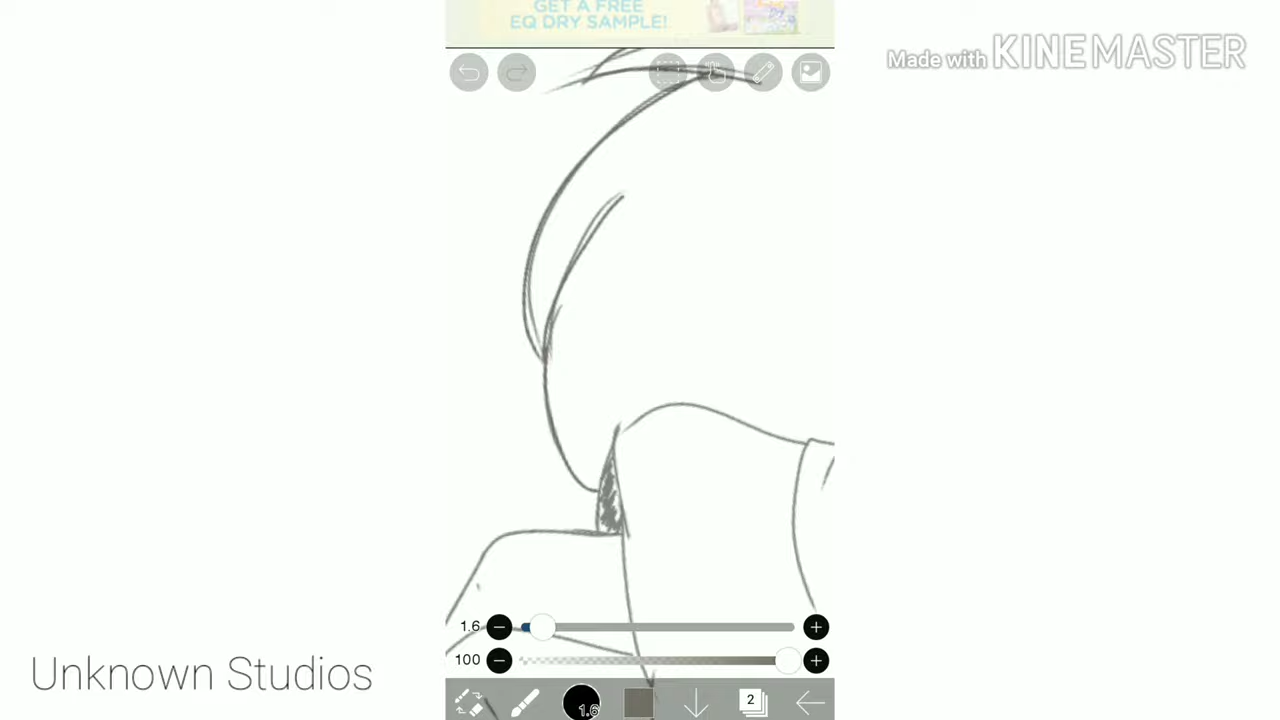 GET A FREE
EQ DRY SAMPLE!
Made with KINEMASTER
1.6
100
1.6
2
Unknown Studios